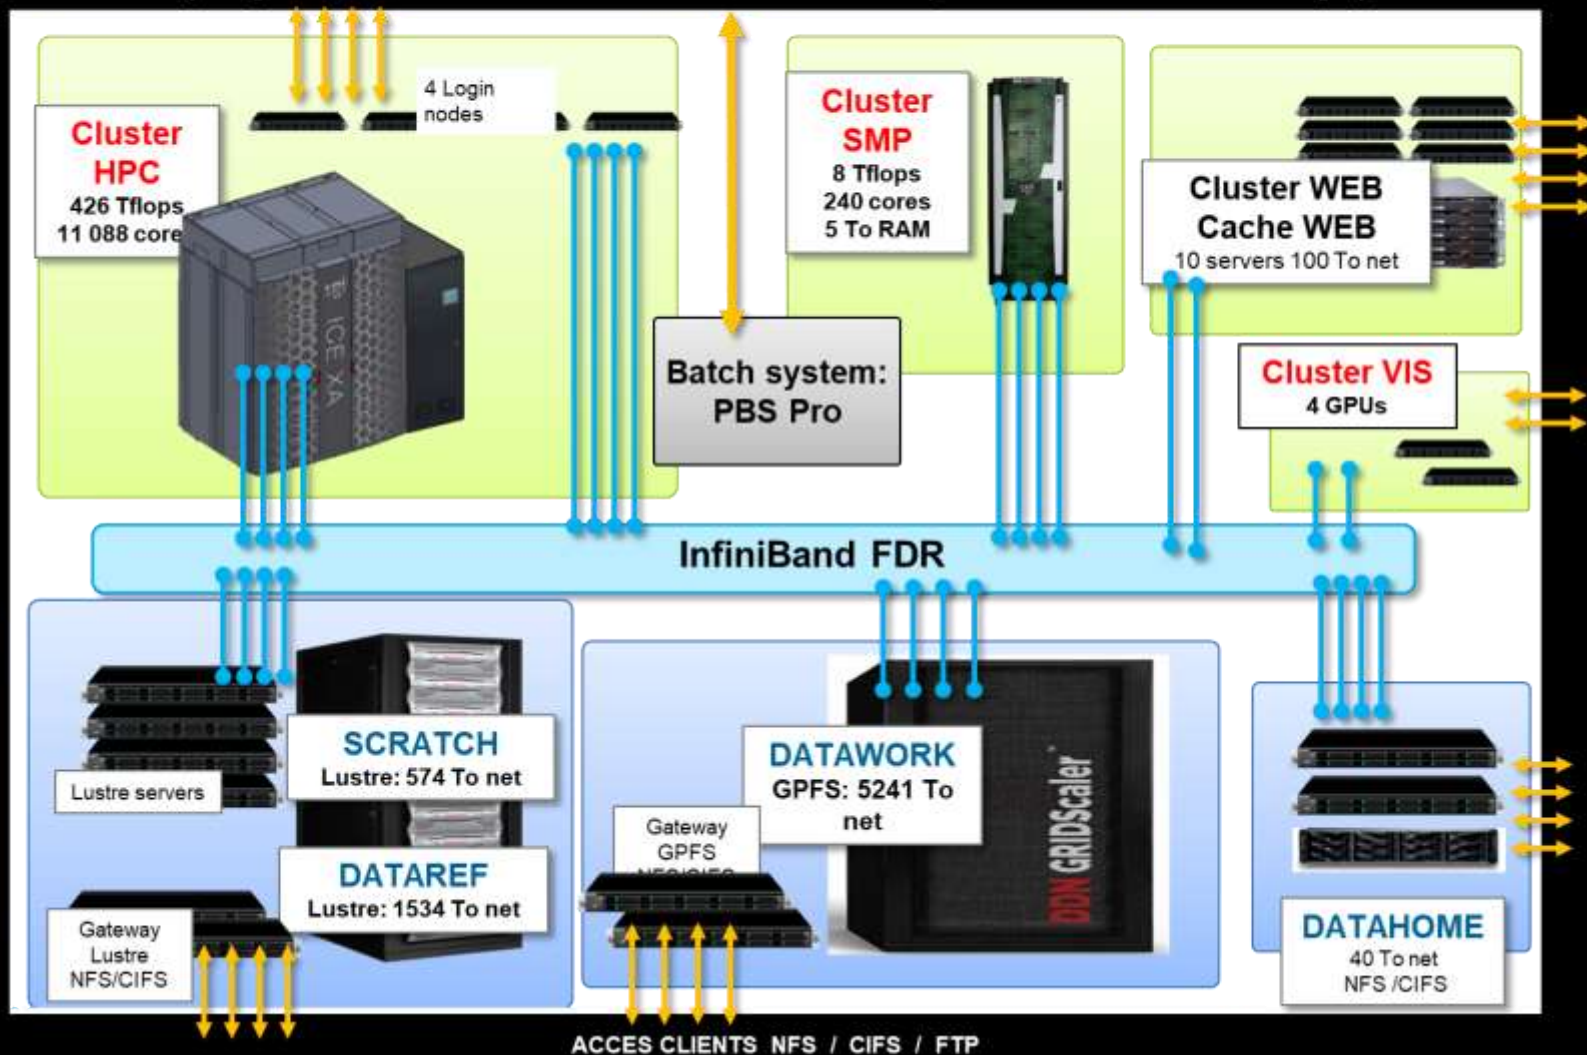 4 Login
nodes
Cluster
HPC
426 Tflops
11 088 core
ICE XA
Cluster
SMP
8 Tflops
240 cores
5 To RAM
Cluster WEB
Cache WEB
10 servers 100 To net
Batch system:
PBS Pro
Cluster VIS
4 GPUs
InfiniBand FDR
Lustre servers
SCRATCH
Lustre: 574 To net
DATAREF
Lustre: 1534 To net
Gateway
Lustre
NFS/CIFS
DATAWORK
GPFS: 5241 To
net
Gateway
GPFS
NFS/CIFS
DDN GRIDScaler
DATAHOME
40 To net
NFS /CIFS
ACCES CLIENTS NFS / CIFS / FTP